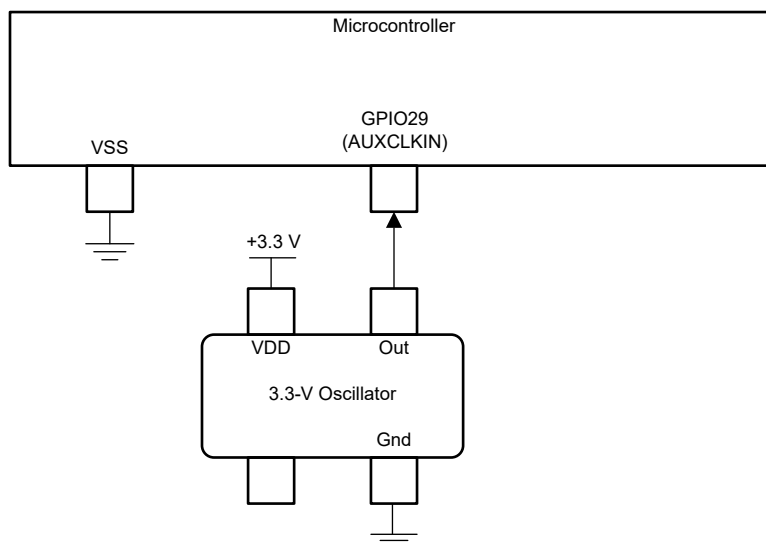 Microcontroller
GPIO29
(AUXCLKIN)
VSS
+3.3 V
VDD
Out
3.3-V Oscillator
Gnd